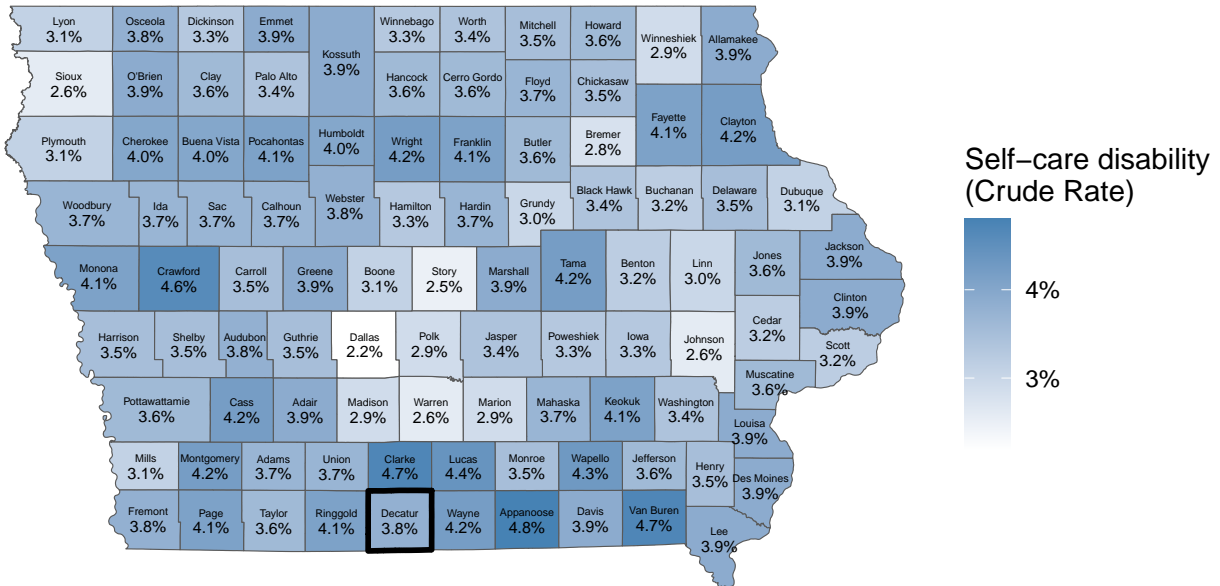 Lyon
3.1%
Osceola
3.8%
Dickinson
3.3%
Emmet
3.9%
Winnebago
3.3%
Worth
3.4%
Mitchell
3.5%
Howard
3.6%
Winneshiek
2.9%
Allamakee
3.9%
Kossuth
3.9%
Sioux
2.6%
O'Brien
3.9%
Clay
3.6%
Palo Alto
3.4%
Hancock
3.6%
Cerro Gordo
3.6%
Floyd
3.7%
Chickasaw
3.5%
Fayette
4.1%
Clayton
4.2%
Plymouth
3.1%
Cherokee
4.0%
Buena Vista
4.0%
Pocahontas
4.1%
Humboldt
4.0%
Wright
4.2%
Franklin
4.1%
Butler
3.6%
Bremer
2.8%
Woodbury
3.7%
Ida
3.7%
Sac
3.7%
Calhoun
3.7%
Webster
3.8%
Hamilton
3.3%
Hardin
3.7%
Grundy
3.0%
Black Hawk
3.4%
Buchanan
3.2%
Delaware
3.5%
Dubuque
3.1%
Monona
4.1%
Crawford
4.6%
Carroll
3.5%
Greene
3.9%
Boone
3.1%
Story
2.5%
Marshall
3.9%
Tama
4.2%
Benton
3.2%
Linn
3.0%
Jones
3.6%
Jackson
3.9%
Clinton
3.9%
Harrison
3.5%
Shelby
3.5%
Audubon
3.8%
Guthrie
3.5%
Dallas
2.2%
Polk
2.9%
Jasper
3.4%
Poweshiek
3.3%
Iowa
3.3%
Johnson
2.6%
Cedar
3.2%
Scott
3.2%
Muscatine
3.6%
Pottawattamie
3.6%
Cass
4.2%
Adair
3.9%
Madison
2.9%
Warren
2.6%
Marion
2.9%
Mahaska
3.7%
Keokuk
4.1%
Washington
3.4%
Louisa
3.9%
Mills
3.1%
Montgomery
4.2%
Adams
3.7%
Union
3.7%
Clarke
4.7%
Lucas
4.4%
Monroe
3.5%
Wapello
4.3%
Jefferson
3.6%
Henry
3.5%
Des Moines
3.9%
Fremont
3.8%
Page
4.1%
Taylor
3.6%
Ringgold
4.1%
Decatur
3.8%
Wayne
4.2%
Appanoose
4.8%
Davis
3.9%
Van Buren
4.7%
Lee
3.9%
Self−care disability
(Crude Rate)
4%
3%